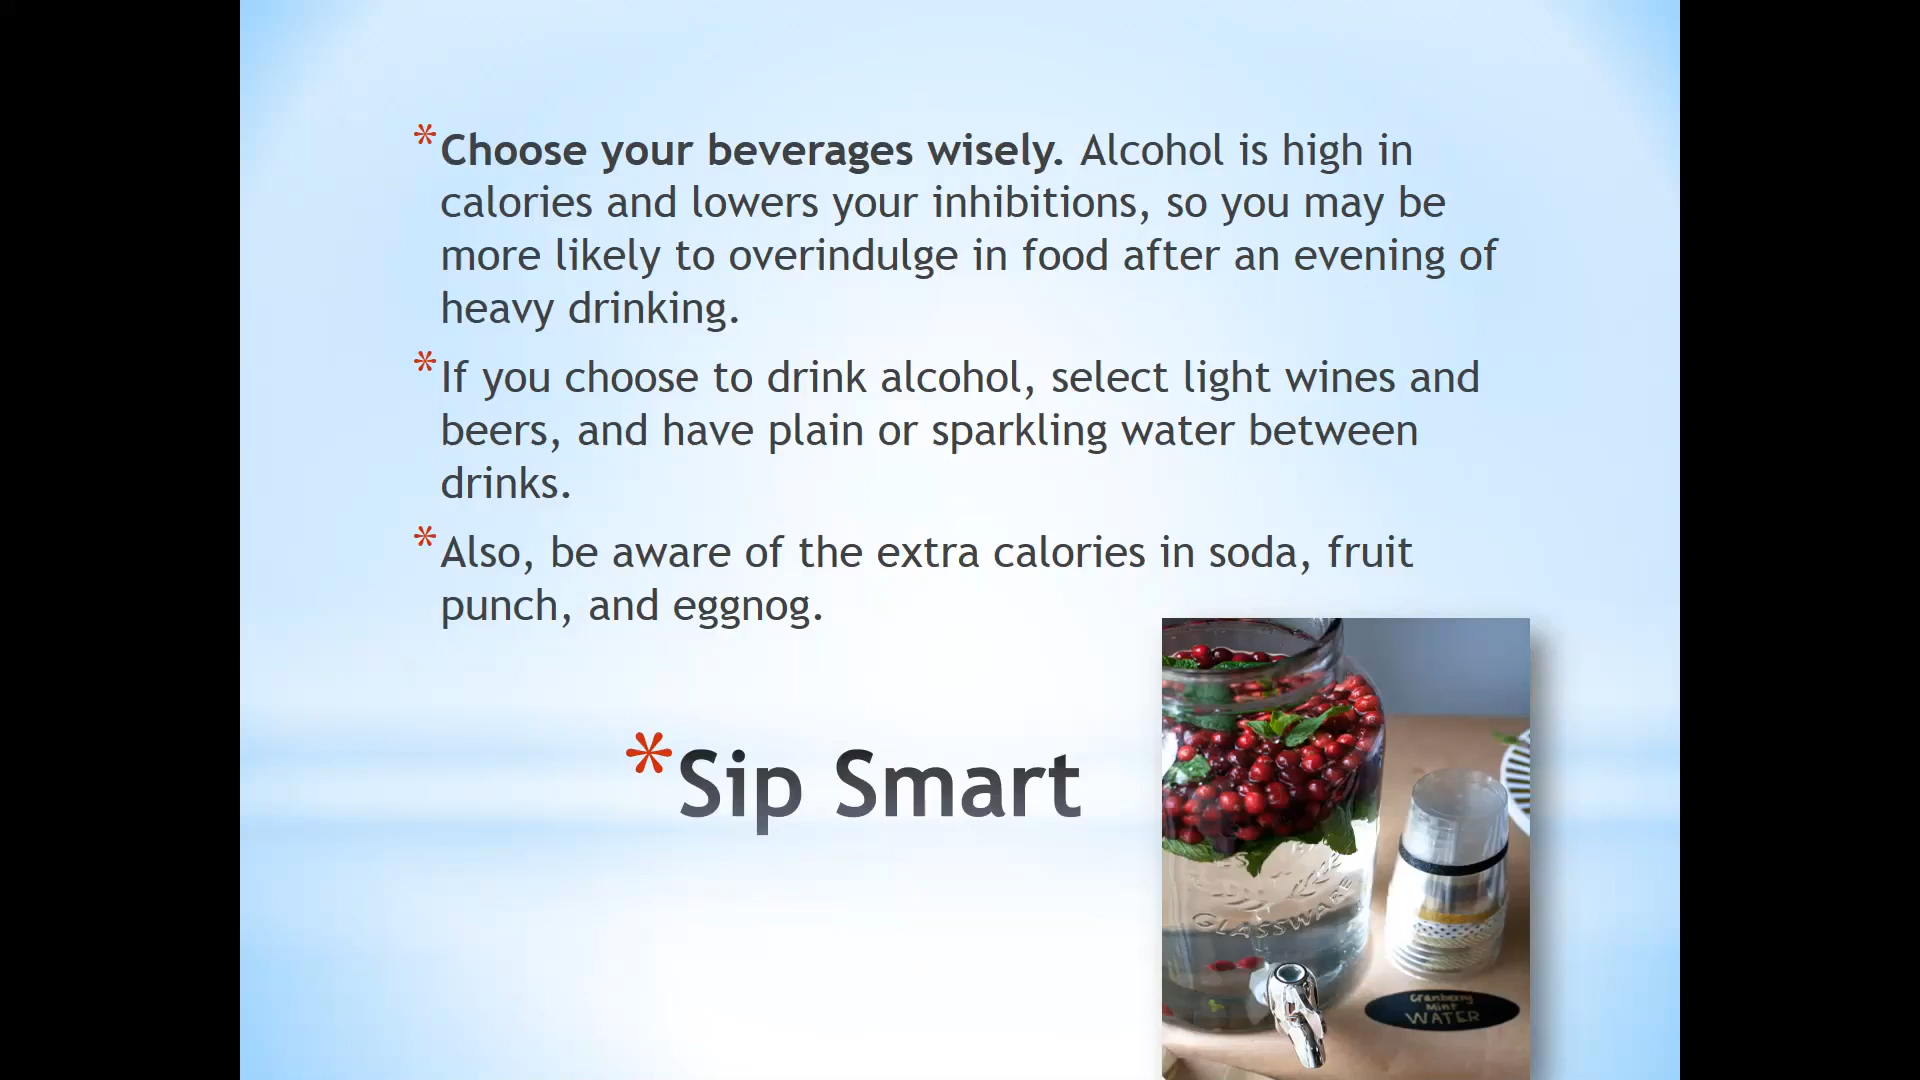 * Choose your beverages wisely. Alcohol is high in
calories and lowers your inhibitions, so you may be
more likely to overindulge in food after an evening of
heavy drinking.
* If you choose to drink alcohol, select light wines and
beers, and have plain or sparkling water between
drinks.
* Also, be aware of the extra calories in soda, fruit
punch, and eggnog.
* Sip Smart
GLASSWARE
Cranberry
Mint
WATER